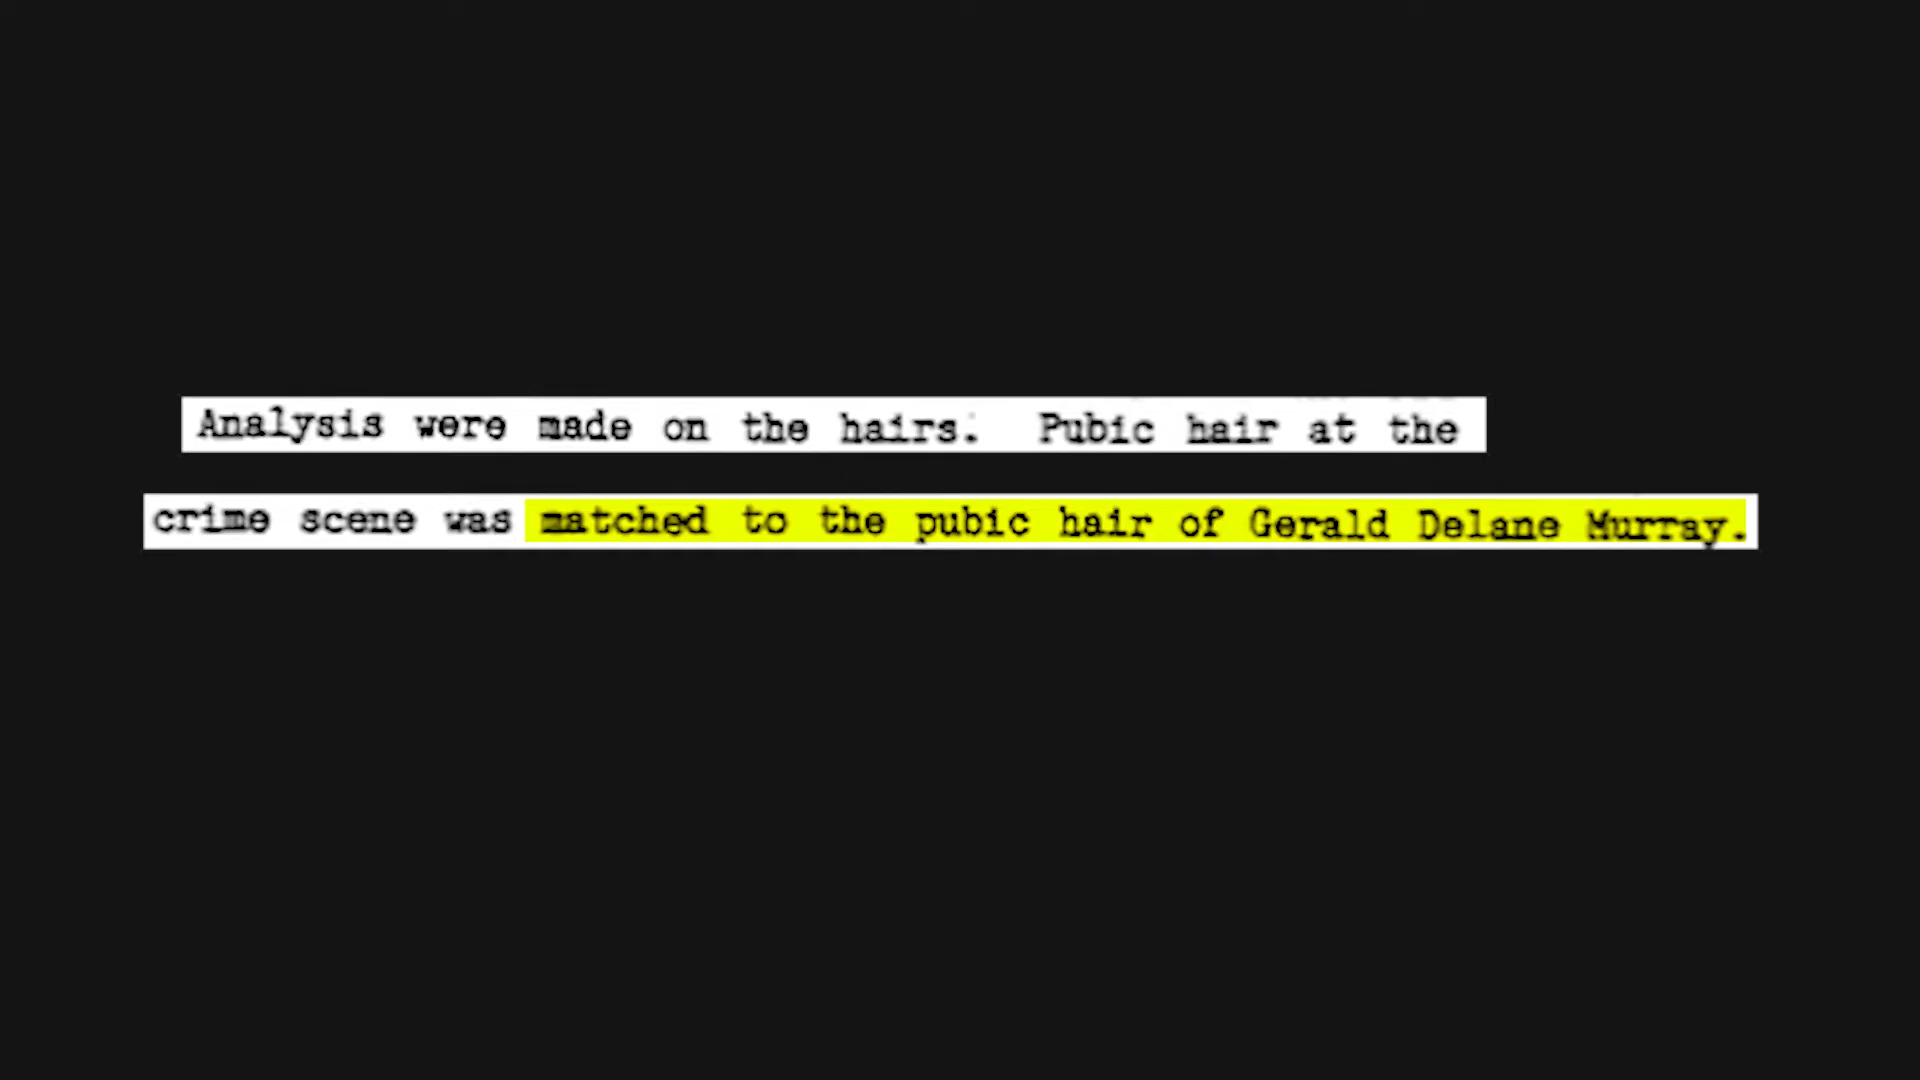 Analysis were made on the hairs. Pubic hair at the
crime scene was matched to the pubic hair of Gerald Delane Murray.